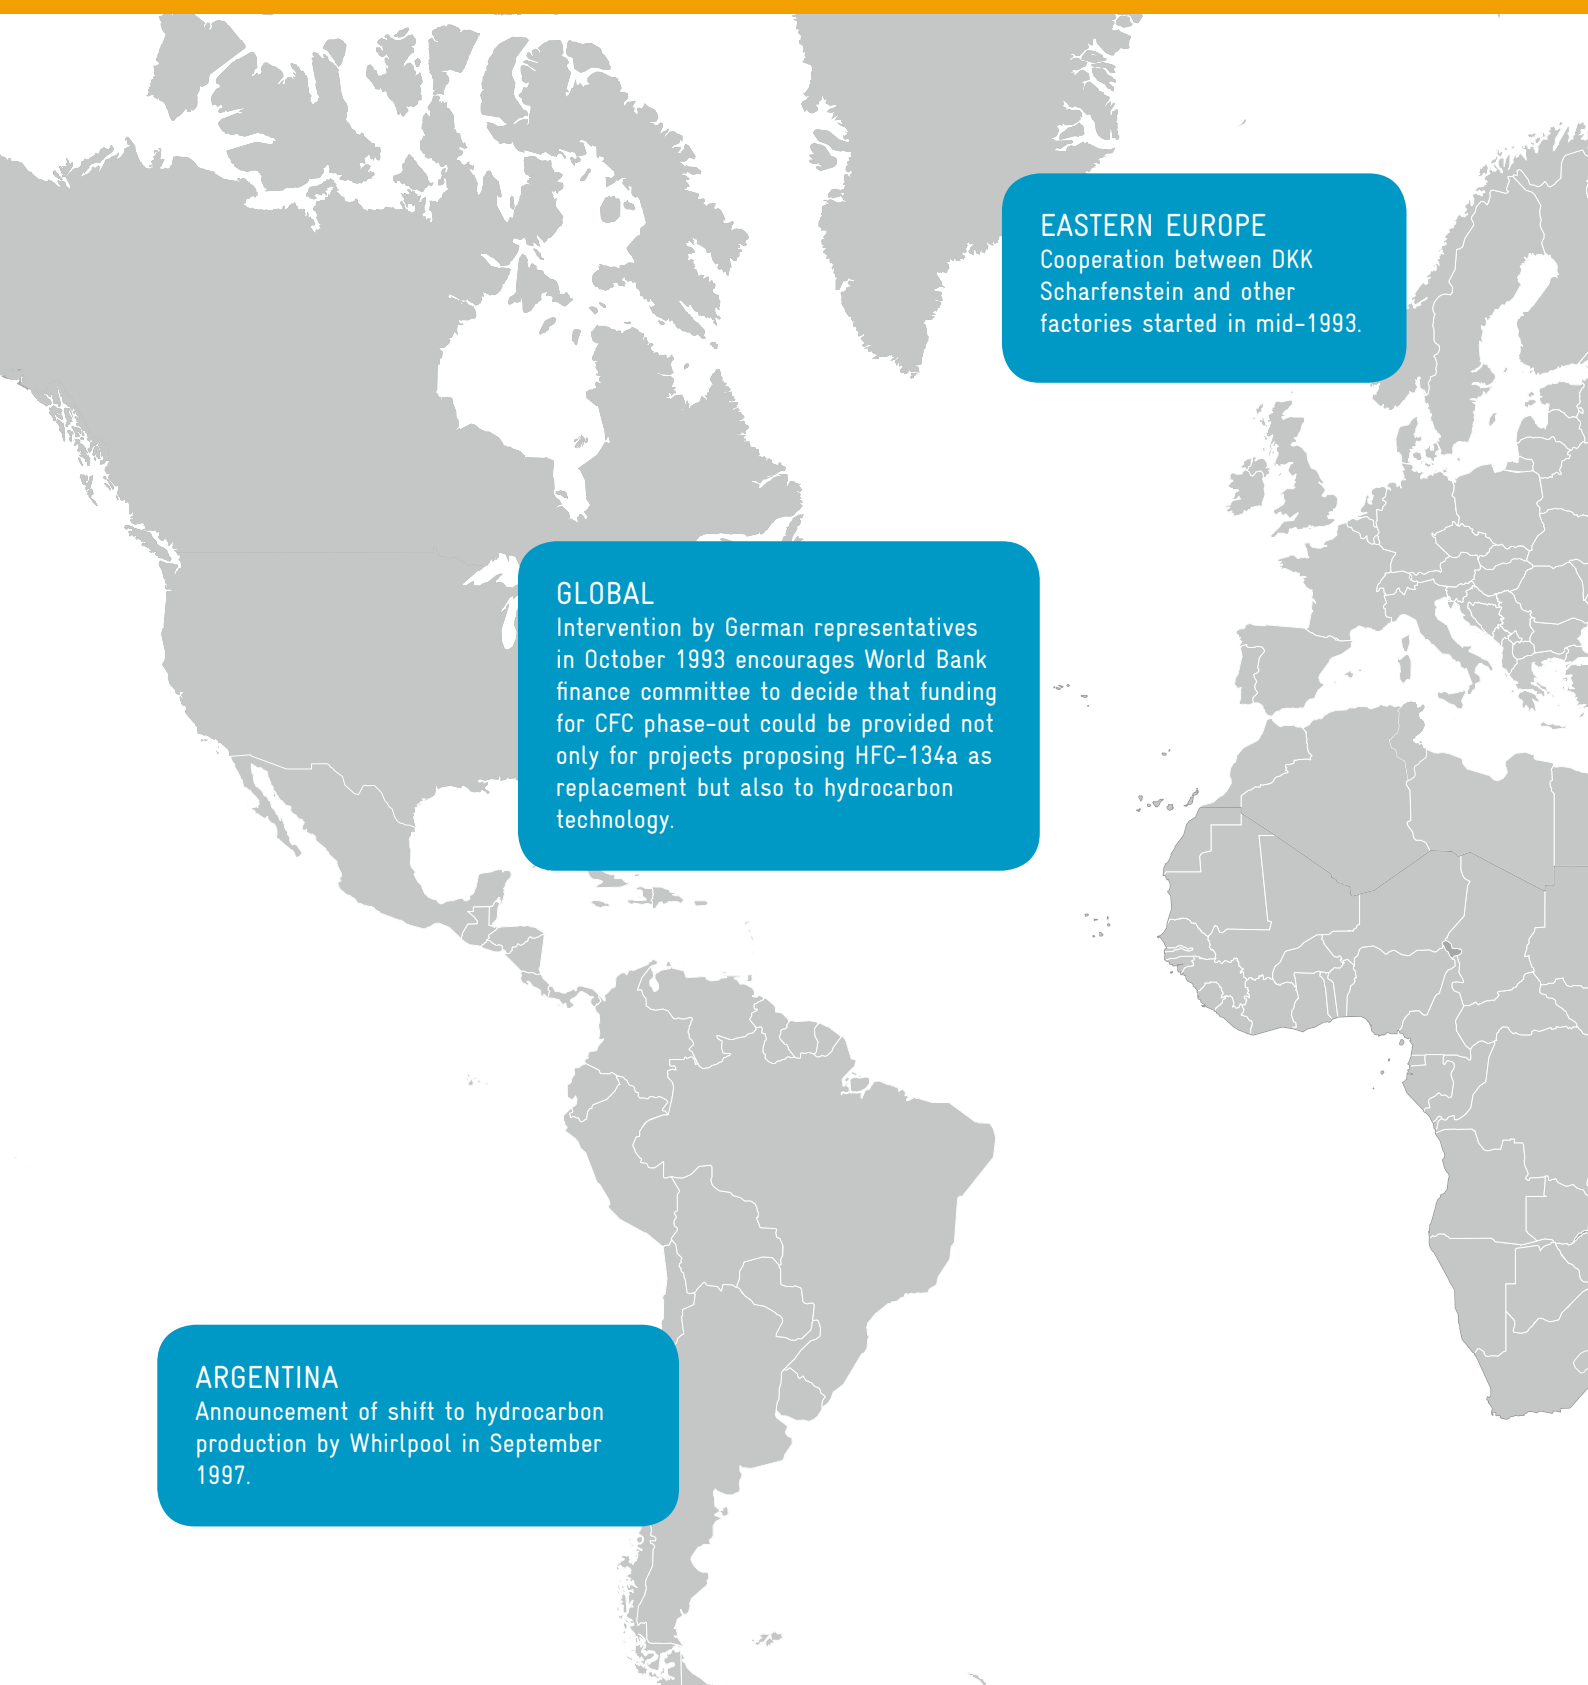 EASTERN EUROPE
Cooperation between DKK
Scharfenstein and other
factories started in mid-1993.
GLOBAL
Intervention by German representatives
in October 1993 encourages World Bank
finance committee to decide that funding
for CFC phase-out could be provided not
only for projects proposing HFC-134a as
replacement but also to hydrocarbon
technology.
ARGENTINA
Announcement of shift to hydrocarbon
production by Whirlpool in September
1997.